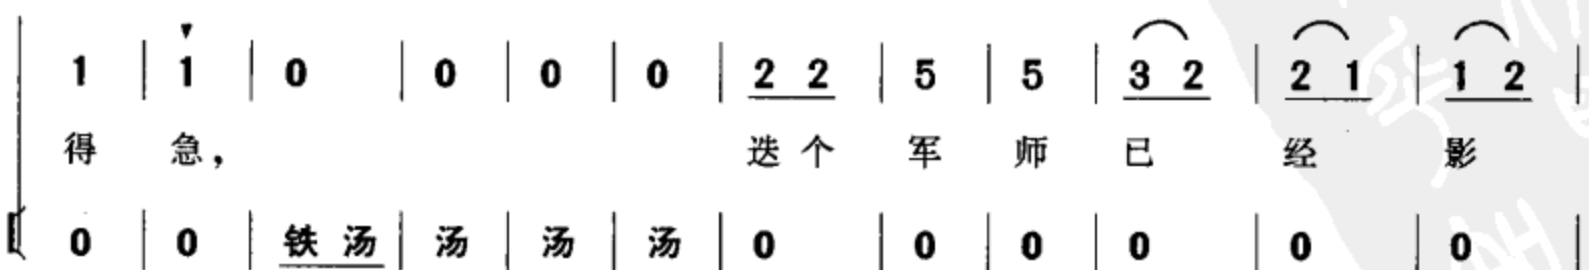 1 | 1 | 0 | 0 | 0 | 0 | 2 2 | 5 | 5 | 3 2 | 2 1 | 1 2 |
得 急， 迭个 军 师 已 经 影
0 | 0 | 铁 汤 | 汤 | 汤 | 汤 | 0 | 0 | 0 | 0 | 0 | 0 |